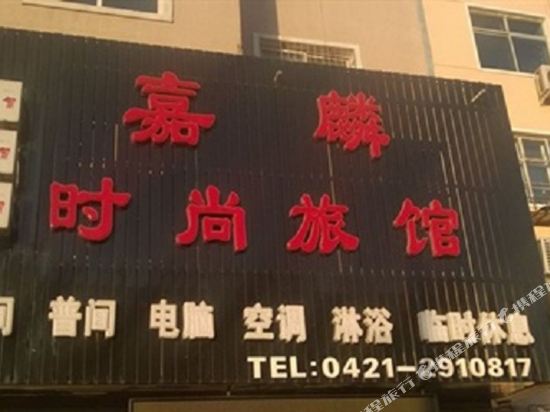 嘉麟
时尚旅馆
间 普间 电脑 空调 淋浴 临时休息
TEL:0421-2910817